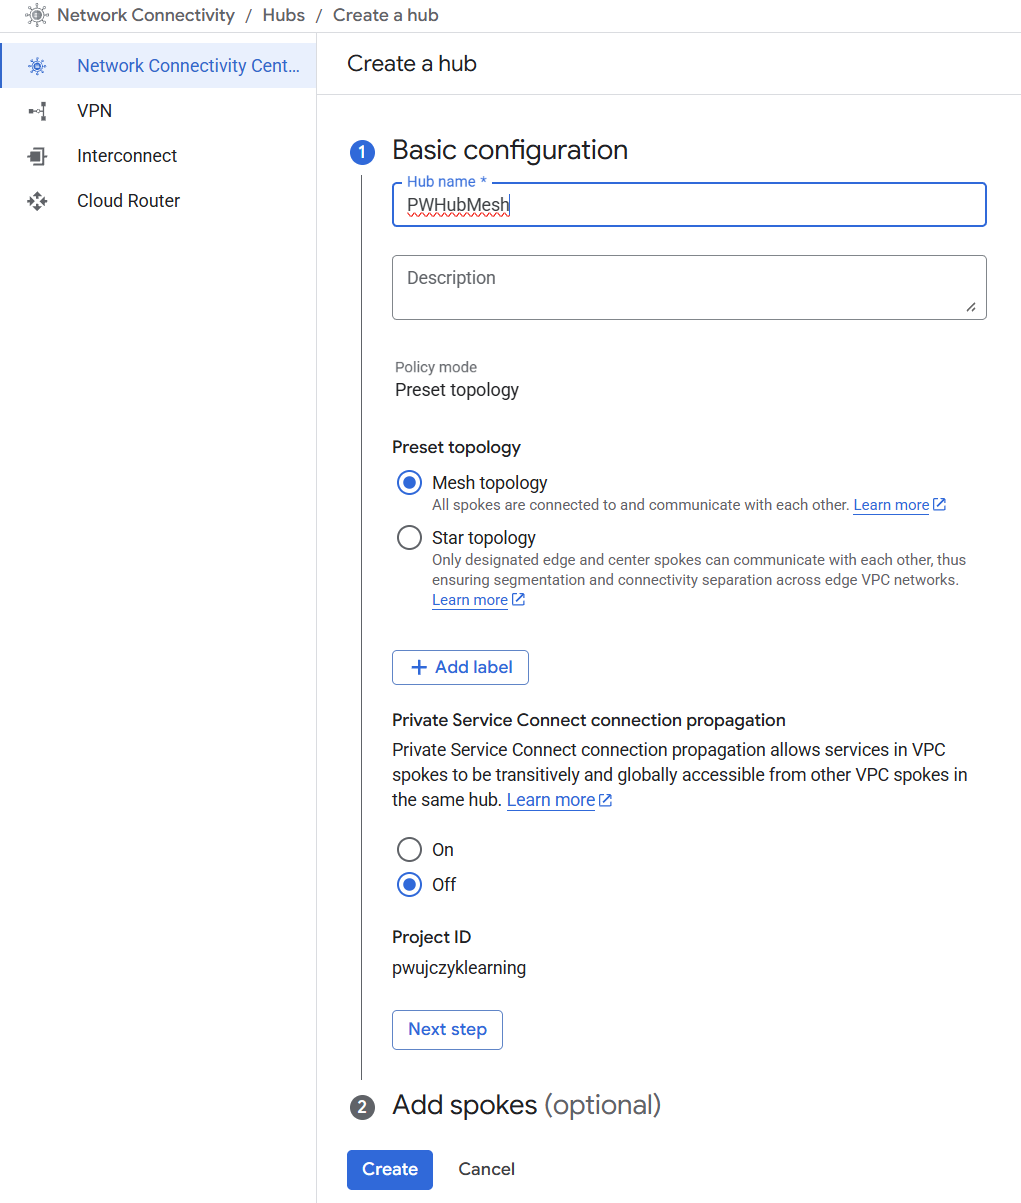 Network Connectivity / Hubs / Create a hub
Network Connectivity Cent...
VPN
Interconnect
Cloud Router
Create a hub
1 Basic configuration
Hub name *
PWHubMesh
Description
Policy mode
Preset topology
Preset topology
Mesh topology
All spokes are connected to and communicate with each other. Learn more
Star topology
Only designated edge and center spokes can communicate with each other, thus
ensuring segmentation and connectivity separation across edge VPC networks.
Learn more
+ Add label
Private Service Connect connection propagation
Private Service Connect connection propagation allows services in VPC
spokes to be transitively and globally accessible from other VPC spokes in
the same hub. Learn more
On
Off
Project ID
pwujczyklearning
Next step
2 Add spokes (optional)
Create Cancel